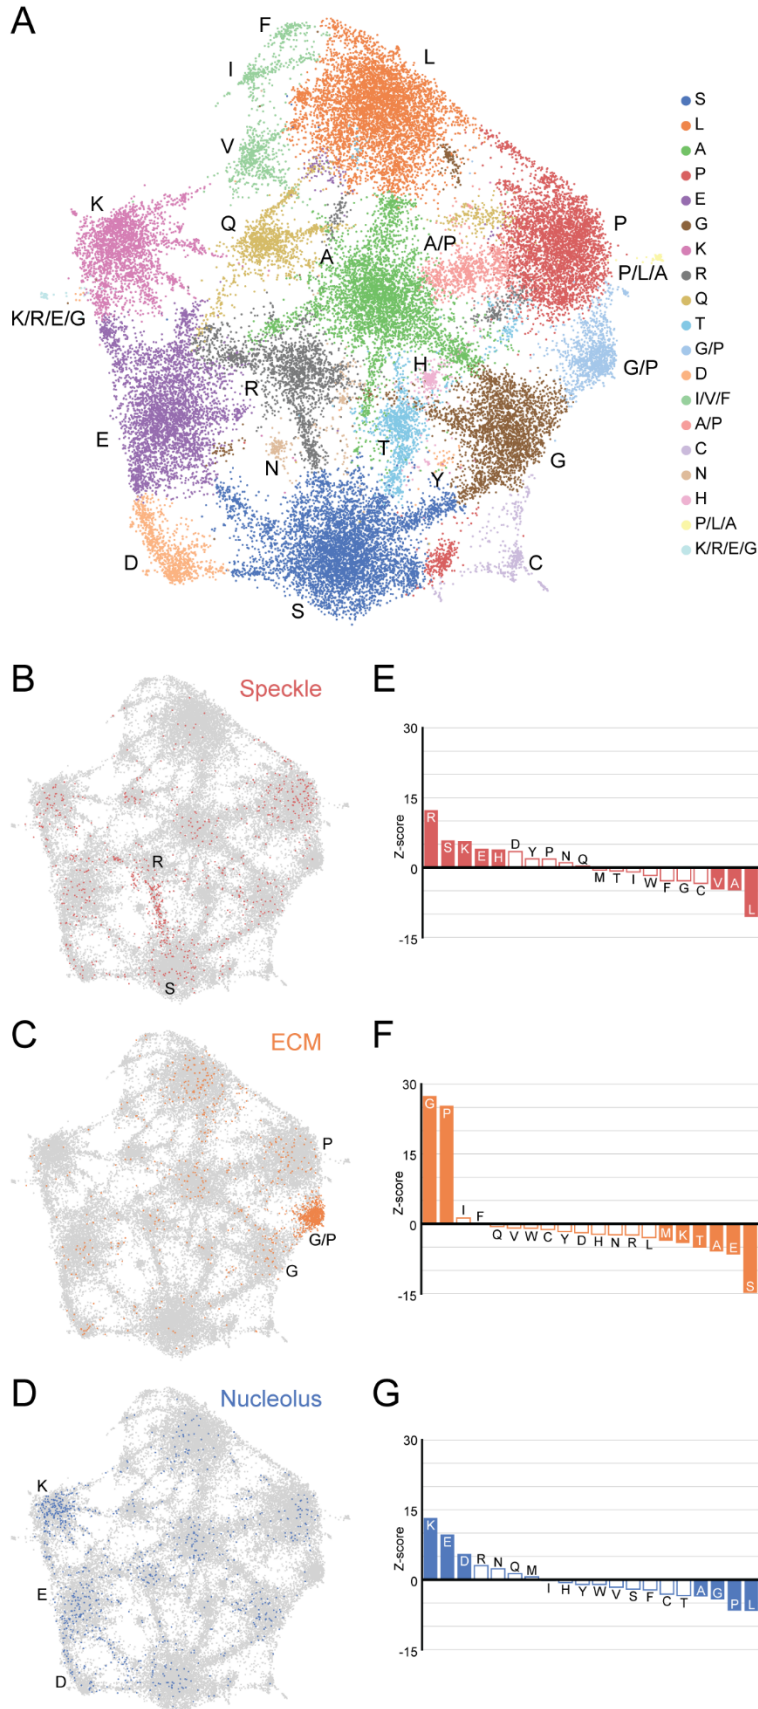 A
F
L
I
V
K
Q
P
A
A/P
P/L/A
K/R/E/G
H
G/P
R
E
T
G
N
Y
D
C
S
S
L
A
P
E
G
K
R
Q
T
G/P
D
I/V/F
A/P
C
N
H
P/L/A
K/R/E/G
B
Speckle
R
S
E
30
15
0
-15
Z-score
R S K E H D Y P N Q M T I W F G C V A L
C
ECM
P
G/P
G
F
30
15
0
-15
Z-score
G P I F Q V W C Y D H N R L M K T A E S
D
Nucleolus
K
E
D
G
30
15
0
-15
Z-score
K E D R N Q M I H Y W V S F C T A G P L